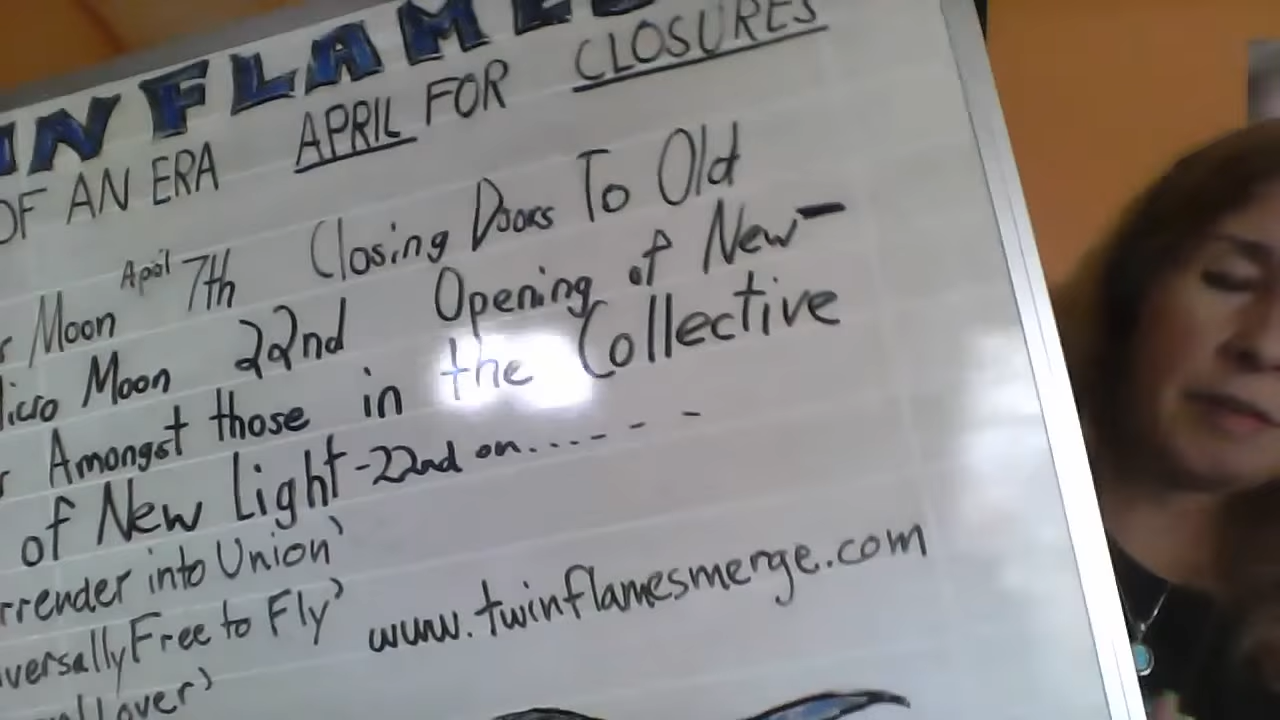 INFLAMES
OF AN ERA APRIL FOR CLOSURES
Moon April 7th Closing Doors To Old
Micro Moon 22nd Opening of New-
Amongst those in the Collective
of New Light-22nd on.....---
rrender into Union'
versally Free to Fly'
www.twinflamesmerge.com